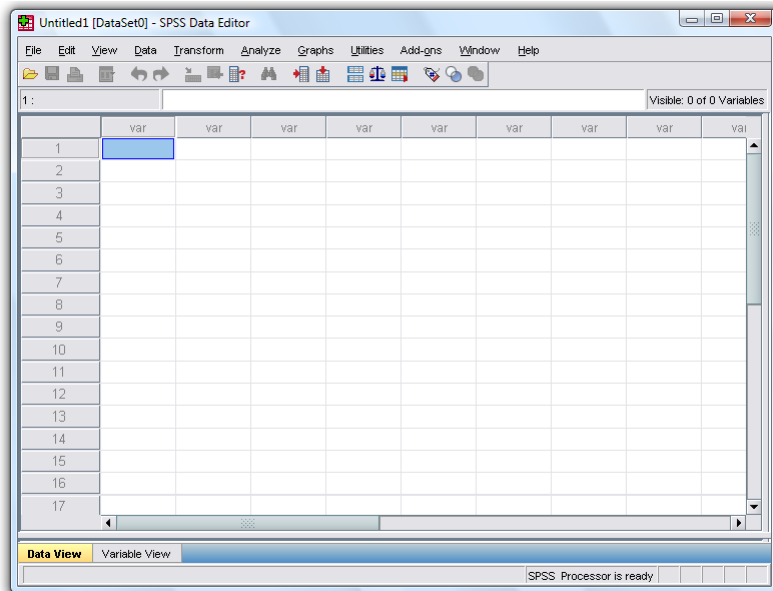 Untitled1 [DataSet0] - SPSS Data Editor
File Edit View Data Transform Analyze Graphs Utilities Add-ons Window Help
1 : Visible: 0 of 0 Variables
var var var var var var var var var
1
2
3
4
5
6
7
8
9
10
11
12
13
14
15
16
17
Data View Variable View
SPSS Processor is ready